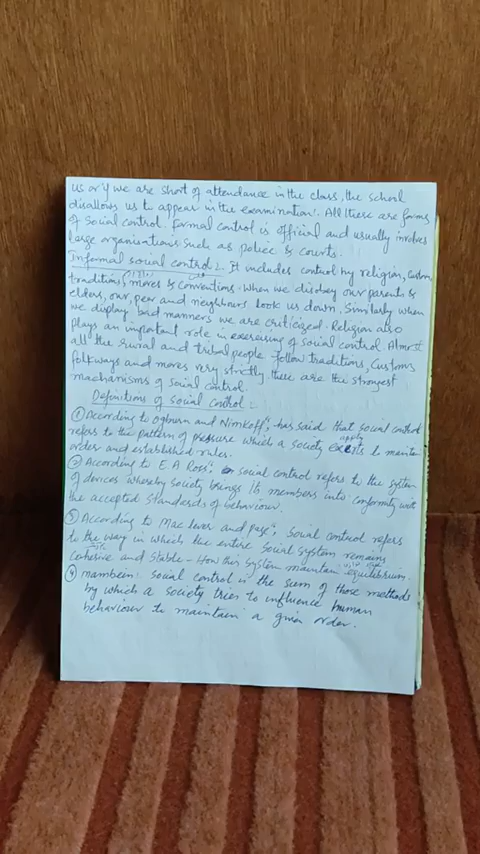 us or if we are short of attendance in the class, the school
disallows us to appear in the examination. All these are forms
of social control. Formal control is official and usually involves
large organisations such as police & courts.
Informal social control :. It includes control by religion, custom
traditions, mores & conventions. When we disobey our parents &
elders, our peer and neighbours look us down. Similarly when
we display bad manners we are criticized. Religion also
plays an important role in exercising of social control. Almost
all the rural and tribal people follow traditions, Customs,
folkways and mores very strictly. these are the strongest
mechanisms of social control.
Definitions of social control :
① According to Ogburn and Nimkoff", has said that social control
refers to the pattern of pressure which a society exerts to maintain
apply
order and established rules.
② According to E. A Ross", social control refers to the system
of devices whereby society brings its members into conformity with
the accepted standards of behaviour.
③ According to Mac Iver and page", Social control refers
to the way in which the entire social system remains
Cohesive and stable - How this system maintain equilibrium.
④ manheim: Social control is the sum of those methods
by which a society tries to influence human
behaviour to maintain a given order.